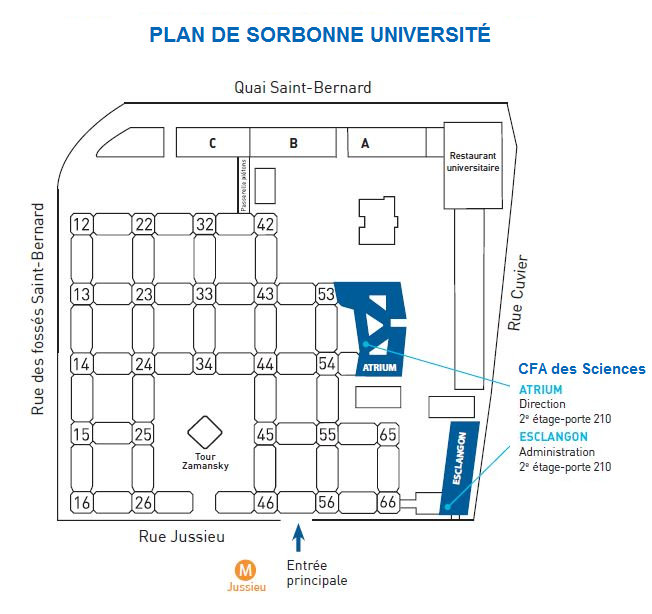 PLAN DE SORBONNE UNIVERSITÉ
Quai Saint-Bernard
C B A
Restaurant
universitaire
Passerelle piétons
Rue des fossés Saint-Bernard
Rue Cuvier
12 22 32 42
13 23 33 43 53
14 24 34 44 54
ATRIUM
CFA des Sciences
ATRIUM
Direction
2e étage-porte 210
ESCLANGON
Administration
2e étage-porte 210
15 25 45 55 65
Tour
Zamansky
ESCLANGON
16 26 46 56 66
Rue Jussieu
M
Jussieu
Entrée
principale